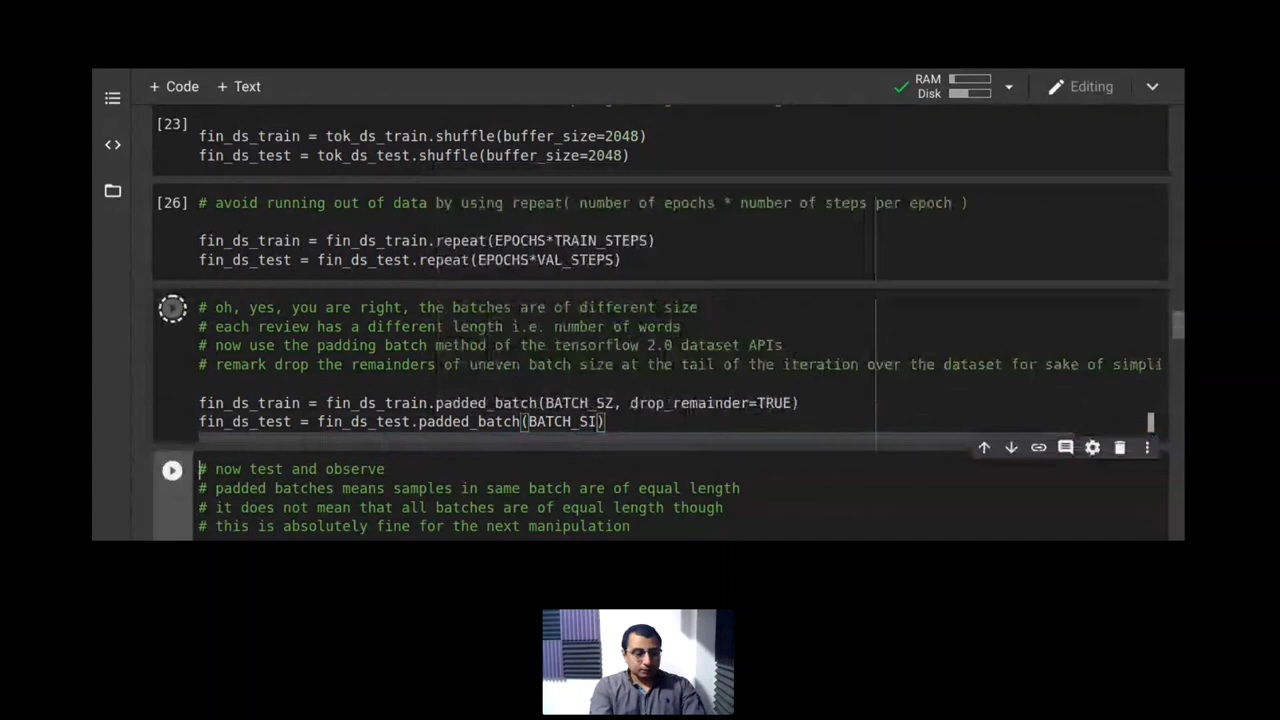 + Code + Text
RAM
Disk
Editing
[23]
fin_ds_train = tok_ds_train.shuffle(buffer_size=2048)
fin_ds_test = tok_ds_test.shuffle(buffer_size=2048)
[26]
# avoid running out of data by using repeat( number of epochs * number of steps per epoch )
fin_ds_train = fin_ds_train.repeat(EPOCHS*TRAIN_STEPS)
fin_ds_test = fin_ds_test.repeat(EPOCHS*VAL_STEPS)
# oh, yes, you are right, the batches are of different size
# each review has a different length i.e. number of words
# now use the padding batch method of the tensorflow 2.0 dataset APIs
# remark drop the remainders of uneven batch size at the tail of the iteration over the dataset for sake of simpli
fin_ds_train = fin_ds_train.padded_batch(BATCH_SZ, drop_remainder=TRUE)
fin_ds_test = fin_ds_test.padded_batch(BATCH_SI)
# now test and observe
# padded batches means samples in same batch are of equal length
# it does not mean that all batches are of equal length though
# this is absolutely fine for the next manipulation